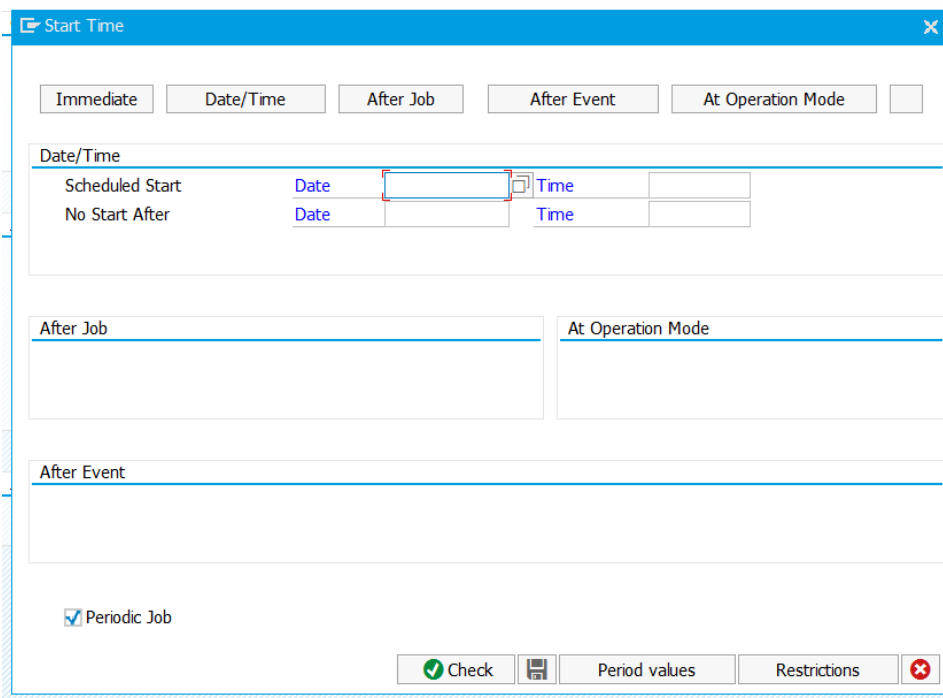 Start Time
Immediate Date/Time After Job After Event At Operation Mode
Date/Time
Scheduled Start Date Time
No Start After Date Time
After Job At Operation Mode
After Event
Periodic Job
Check Period values Restrictions